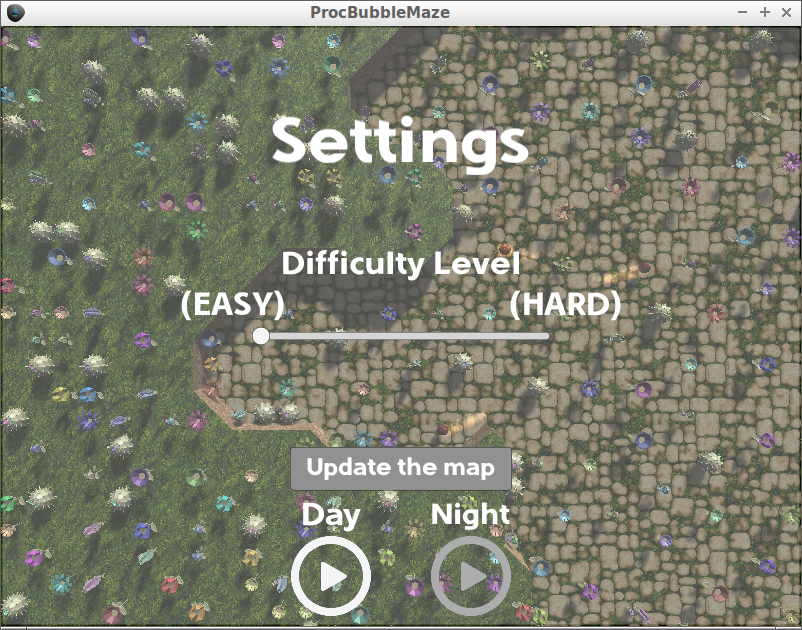 ProcBubbleMaze
Settings
Difficulty Level
(EASY) (HARD)
Update the map
Day Night